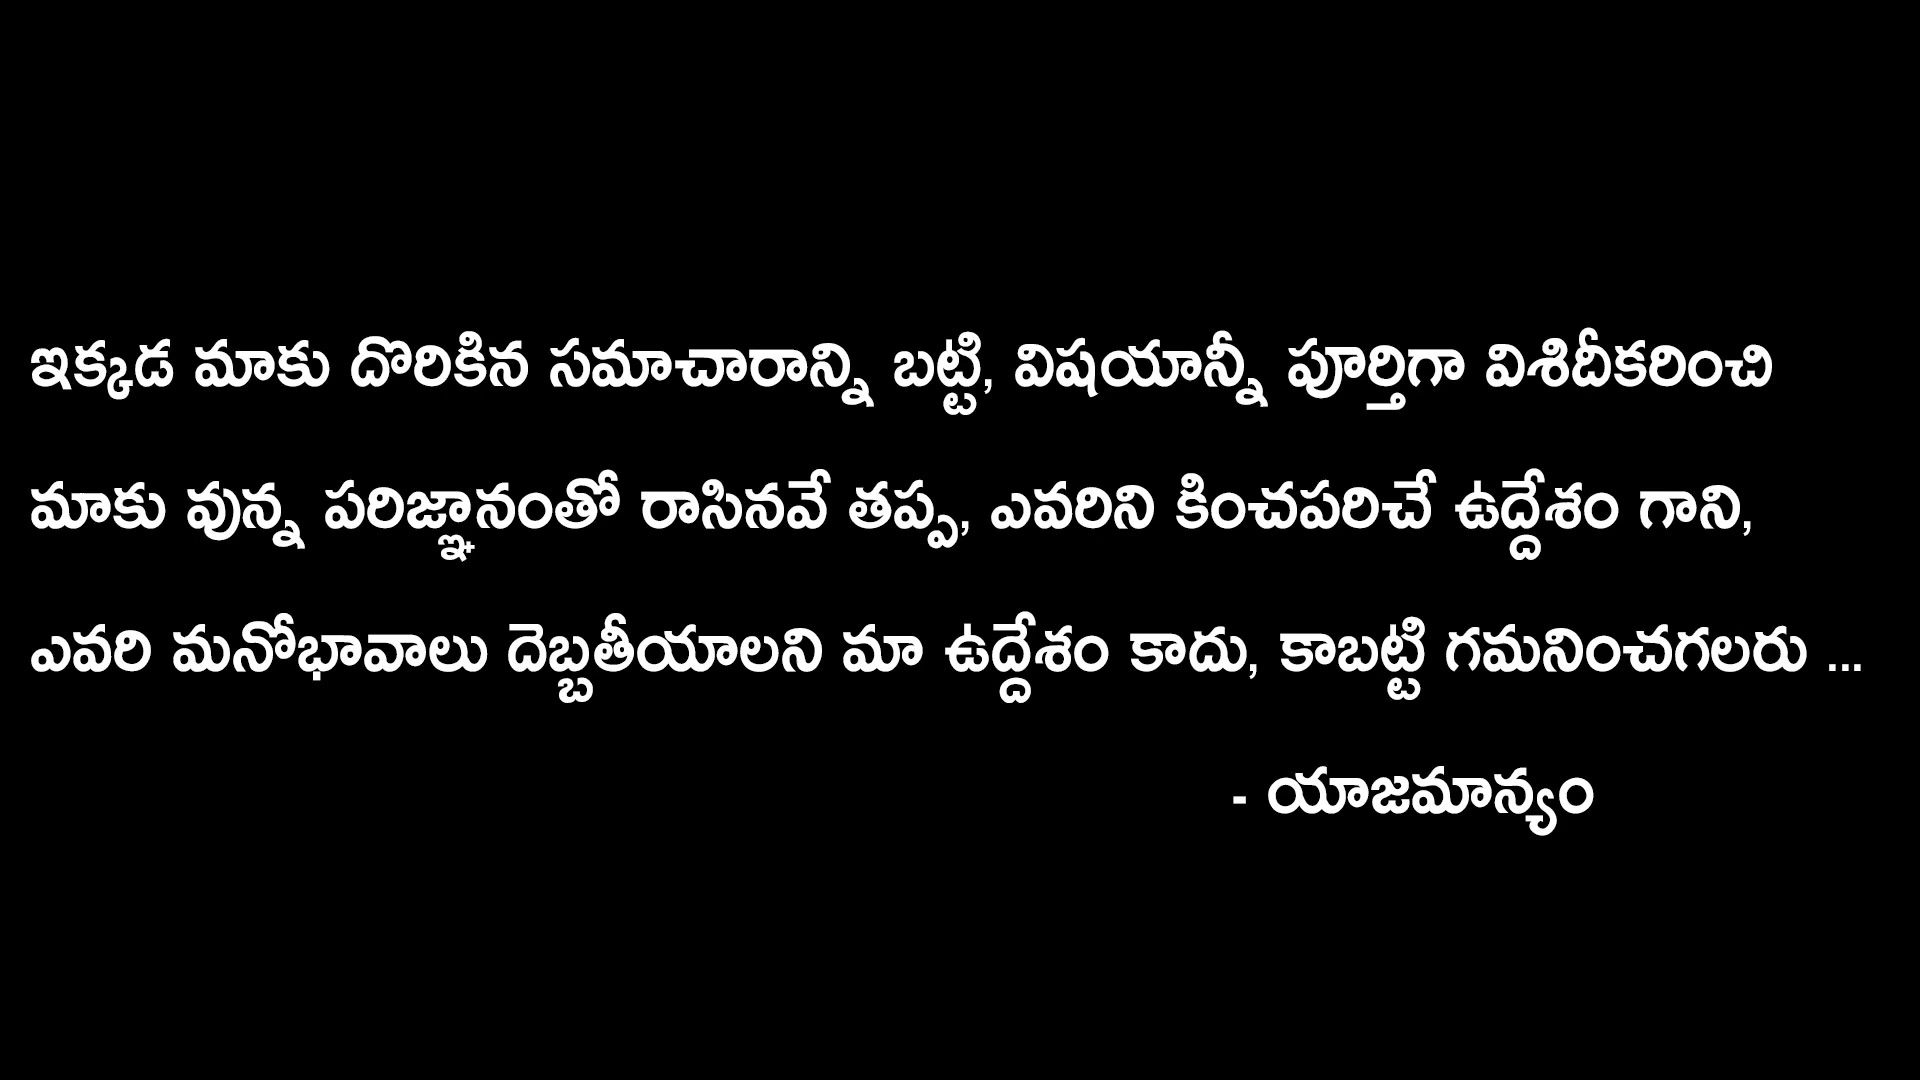 ఇక్కడ మాకు దొరికిన సమాచారాన్ని బట్టి, విషయాన్నీ పూర్తిగా విశిదీకరించి
మాకు వున్న పరిజ్ఞానంతో రాసినవే తప్ప, ఎవరిని కించపరిచే ఉద్దేశం గాని,
ఎవరి మనోభావాలు దెబ్బతీయాలని మా ఉద్దేశం కాదు, కాబట్టి గమనించగలరు ...
- యాజమాన్యం